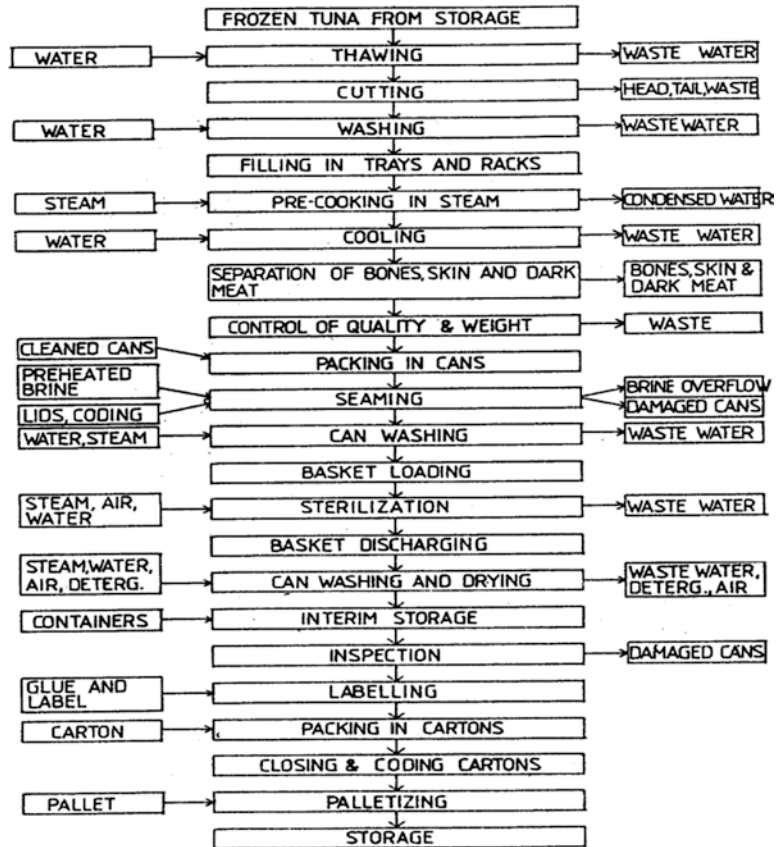 FROZEN TUNA FROM STORAGE
WATER
THAWING
WASTE WATER
CUTTING
HEAD,TAIL,WASTE
WATER
WASHING
WASTE WATER
FILLING IN TRAYS AND RACKS
STEAM
PRE-COOKING IN STEAM
CONDENSED WATER
WATER
COOLING
WASTE WATER
SEPARATION OF BONES, SKIN AND DARK
MEAT
BONES, SKIN &
DARK MEAT
CONTROL OF QUALITY & WEIGHT
WASTE
CLEANED CANS
PACKING IN CANS
PREHEATED
BRINE
SEAMING
BRINE OVERFLOW
DAMAGED CANS
LIDS, CODING
WATER, STEAM
CAN WASHING
WASTE WATER
BASKET LOADING
STEAM, AIR,
WATER
STERILIZATION
WASTE WATER
BASKET DISCHARGING
STEAM,WATER,
AIR, DETERG.
CAN WASHING AND DRYING
WASTE WATER,
DETERG., AIR
CONTAINERS
INTERIM STORAGE
INSPECTION
DAMAGED CANS
GLUE AND
LABEL
LABELLING
CARTON
PACKING IN CARTONS
CLOSING & CODING CARTONS
PALLET
PALLETIZING
STORAGE